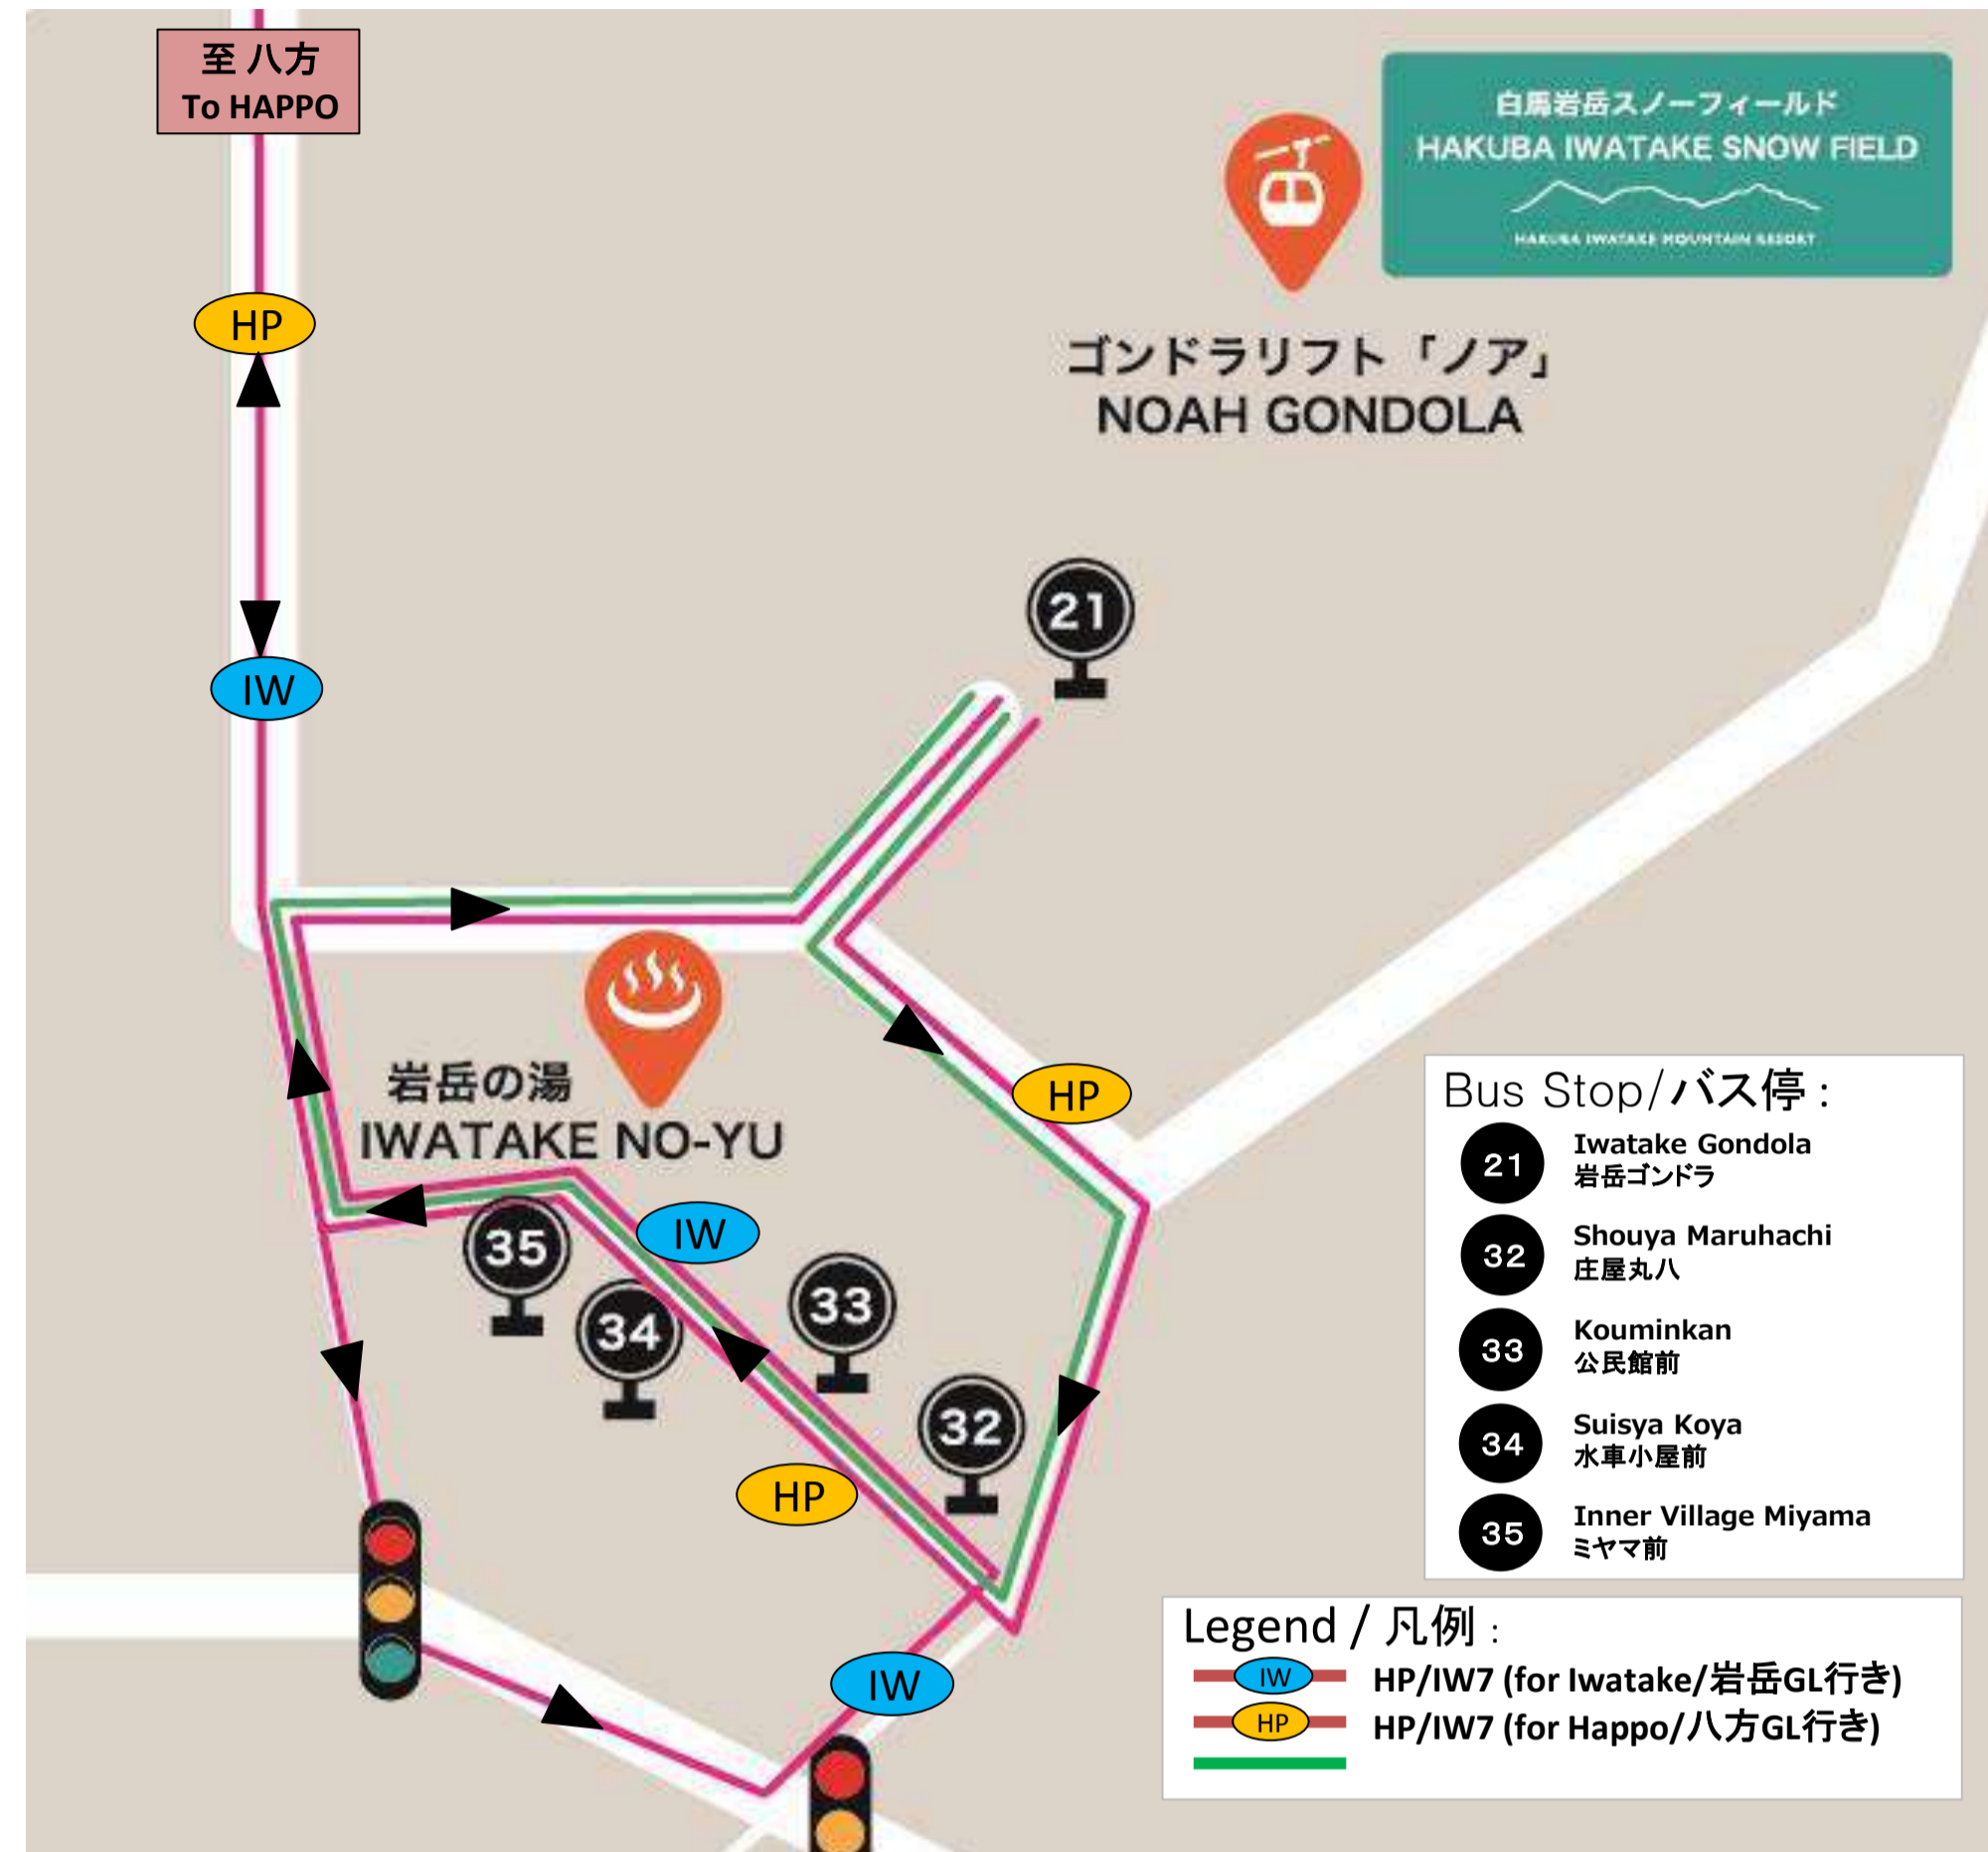 至 八方
To HAPPO
白馬岩岳スノーフィールド
HAKUBA IWATAKE SNOW FIELD
HAKUBA IWATAKE MOUNTAIN RESORT
HP
ゴンドラリフト「ノア」
NOAH GONDOLA
21
IW
岩岳の湯
IWATAKE NO-YU
HP
IW
35
34
33
32
HP
IW
Bus Stop/バス停 :
21
Iwatake Gondola
岩岳ゴンドラ
32
Shouya Maruhachi
庄屋丸八
33
Kouminkan
公民館前
34
Suisya Koya
水車小屋前
35
Inner Village Miyama
ミヤマ前
Legend / 凡例 :
IW HP/IW7 (for Iwatake/岩岳GL行き)
HP HP/IW7 (for Happo/八方GL行き)